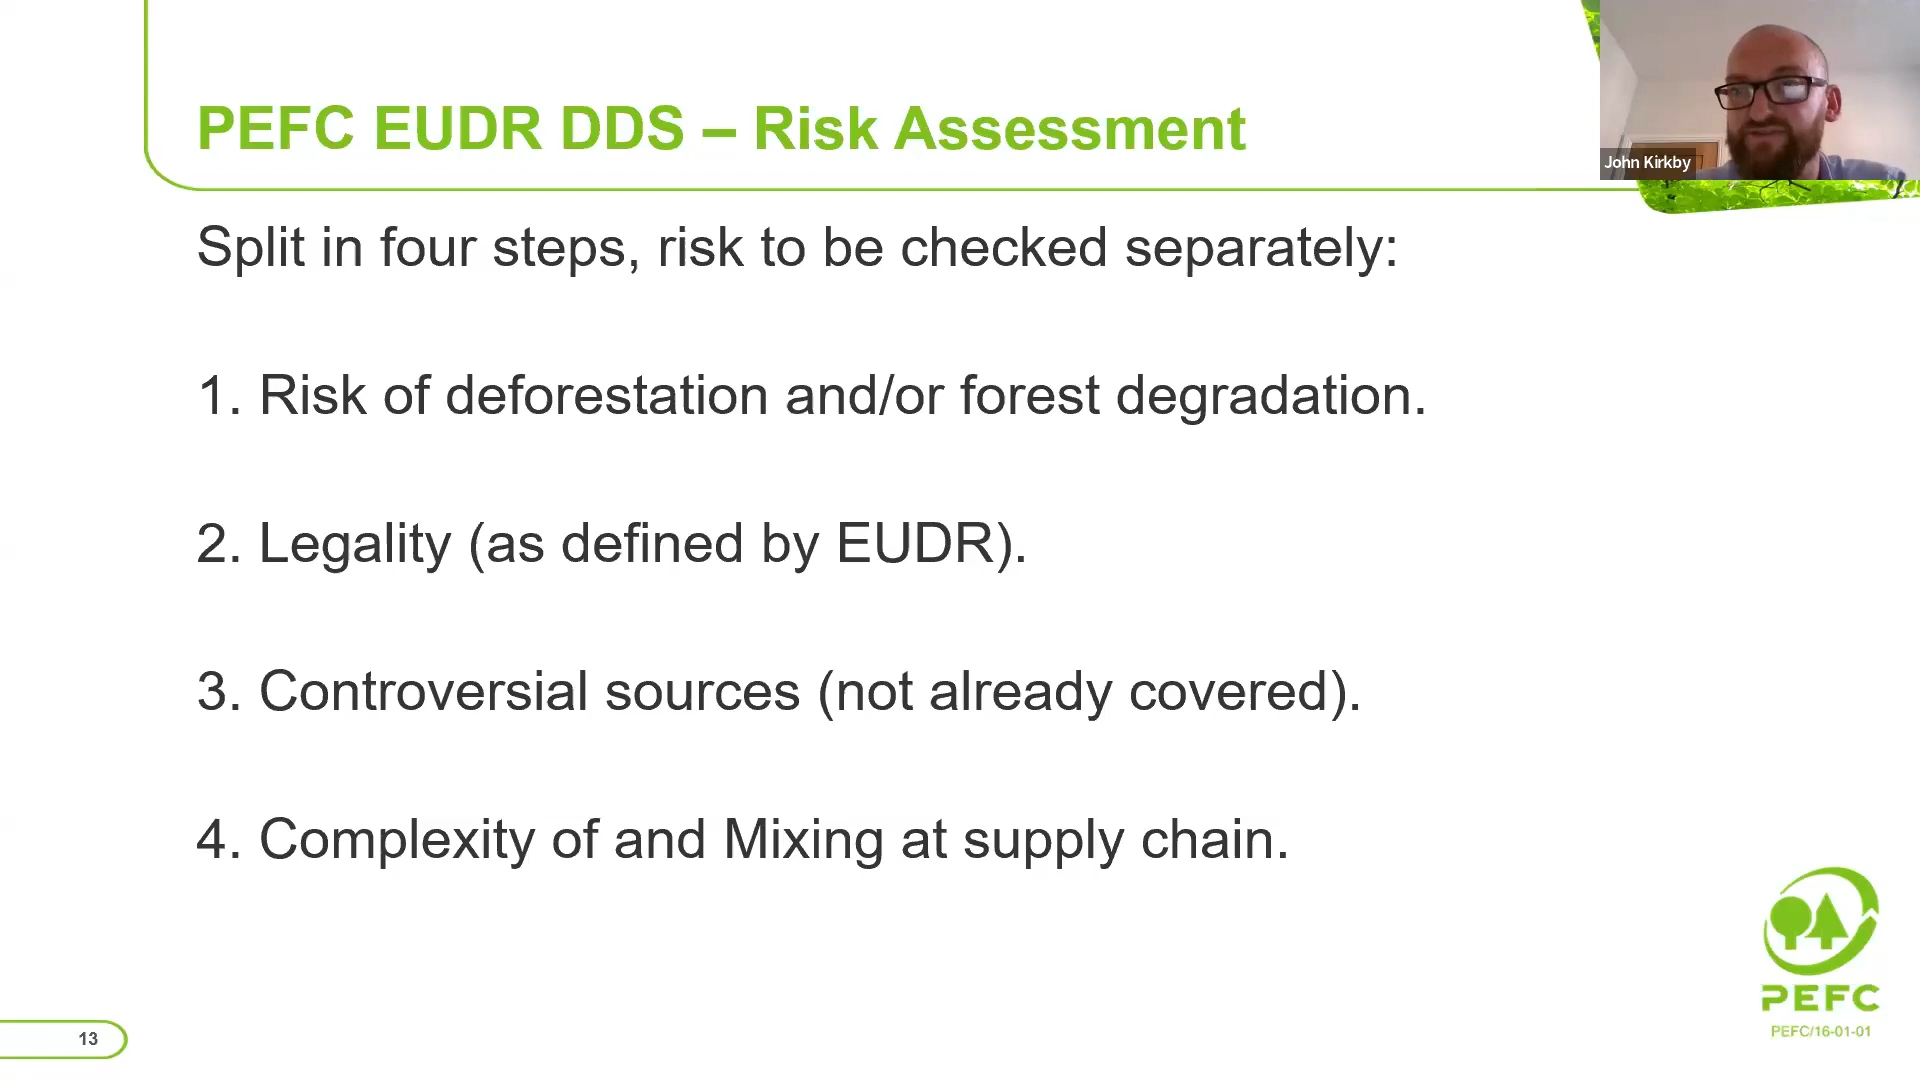 PEFC EUDR DDS – Risk Assessment
John Kirkby
Split in four steps, risk to be checked separately:
1. Risk of deforestation and/or forest degradation.
2. Legality (as defined by EUDR).
3. Controversial sources (not already covered).
4. Complexity of and Mixing at supply chain.
PEFC
PEFC/16-01-01
13